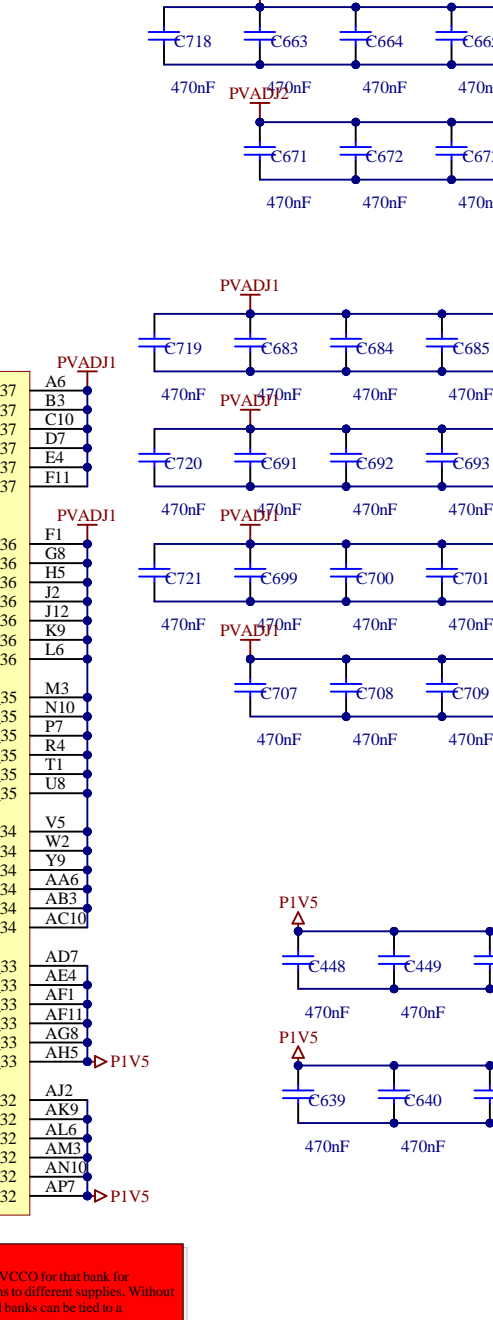 C718 C663 C664
470nF 470nF 470nF
PVADJ2
C671 C672
470nF 470nF
PVADJ1
C719 C683 C684 C685
470nF 470nF 470nF 470nF
PVADJ1
C720 C691 C692 C693
470nF 470nF 470nF 470nF
PVADJ1
C721 C699 C700 C701
470nF 470nF 470nF 470nF
PVADJ1
C707 C708 C709
470nF 470nF 470nF
PVADJ1
37 A6
37 B3
37 C10
37 D7
37 E4
37 F11
PVADJ1
36 F1
36 G8
36 H5
36 J2
36 J12
36 K9
36 L6
35 M3
35 N10
35 P7
35 R4
35 T1
35 U8
34 V5
34 W2
34 Y9
34 AA6
34 AB3
34 AC10
33 AD7
33 AE4
33 AF1
33 AF11
33 AG8
33 AH5 P1V5
32 AJ2
32 AK9
32 AL6
32 AM3
32 AN10
32 AP7 P1V5
P1V5
C448 C449
470nF 470nF
P1V5
C639 C640
470nF 470nF
VCCO for that bank for
to different supplies. Without
banks can be tied to a